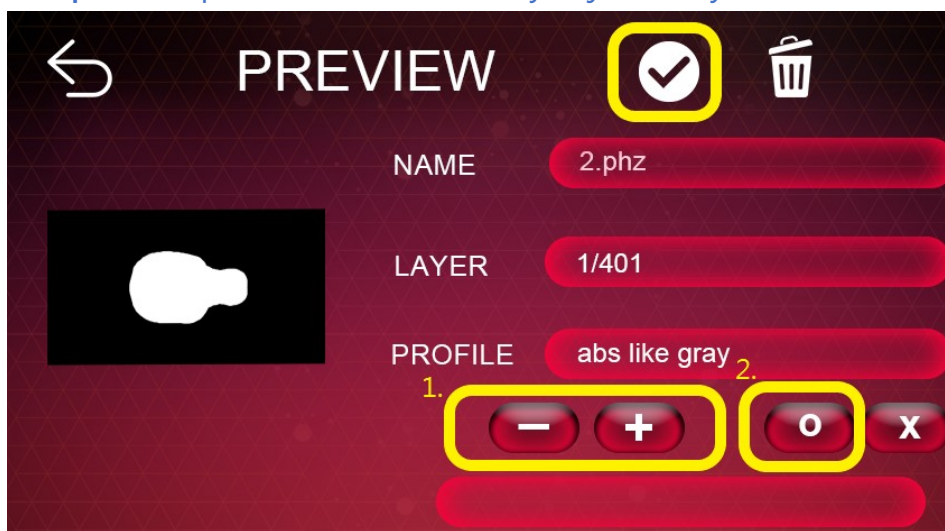 PREVIEW
NAME 2.phz
LAYER 1/401
PROFILE abs like gray
1. 2.
− + O X